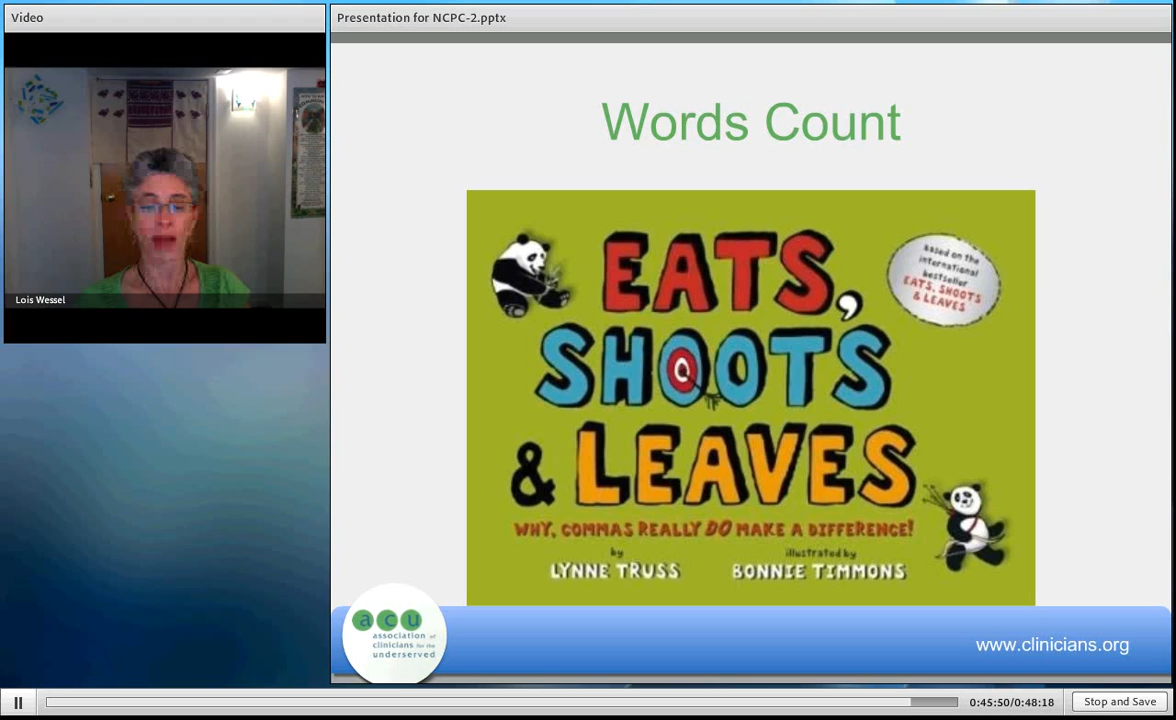 Video
Presentation for NCPC-2.pptx
Lois Wessel
Words Count
EATS,
SHOOTS
& LEAVES
based on the
international
bestseller
EATS, SHOOTS
& LEAVES
WHY, COMMAS REALLY DO MAKE A DIFFERENCE!
by
LYNNE TRUSS
illustrated by
BONNIE TIMMONS
acu
association of
clinicians for the
underserved
www.clinicians.org
0:45:50/0:48:18
Stop and Save